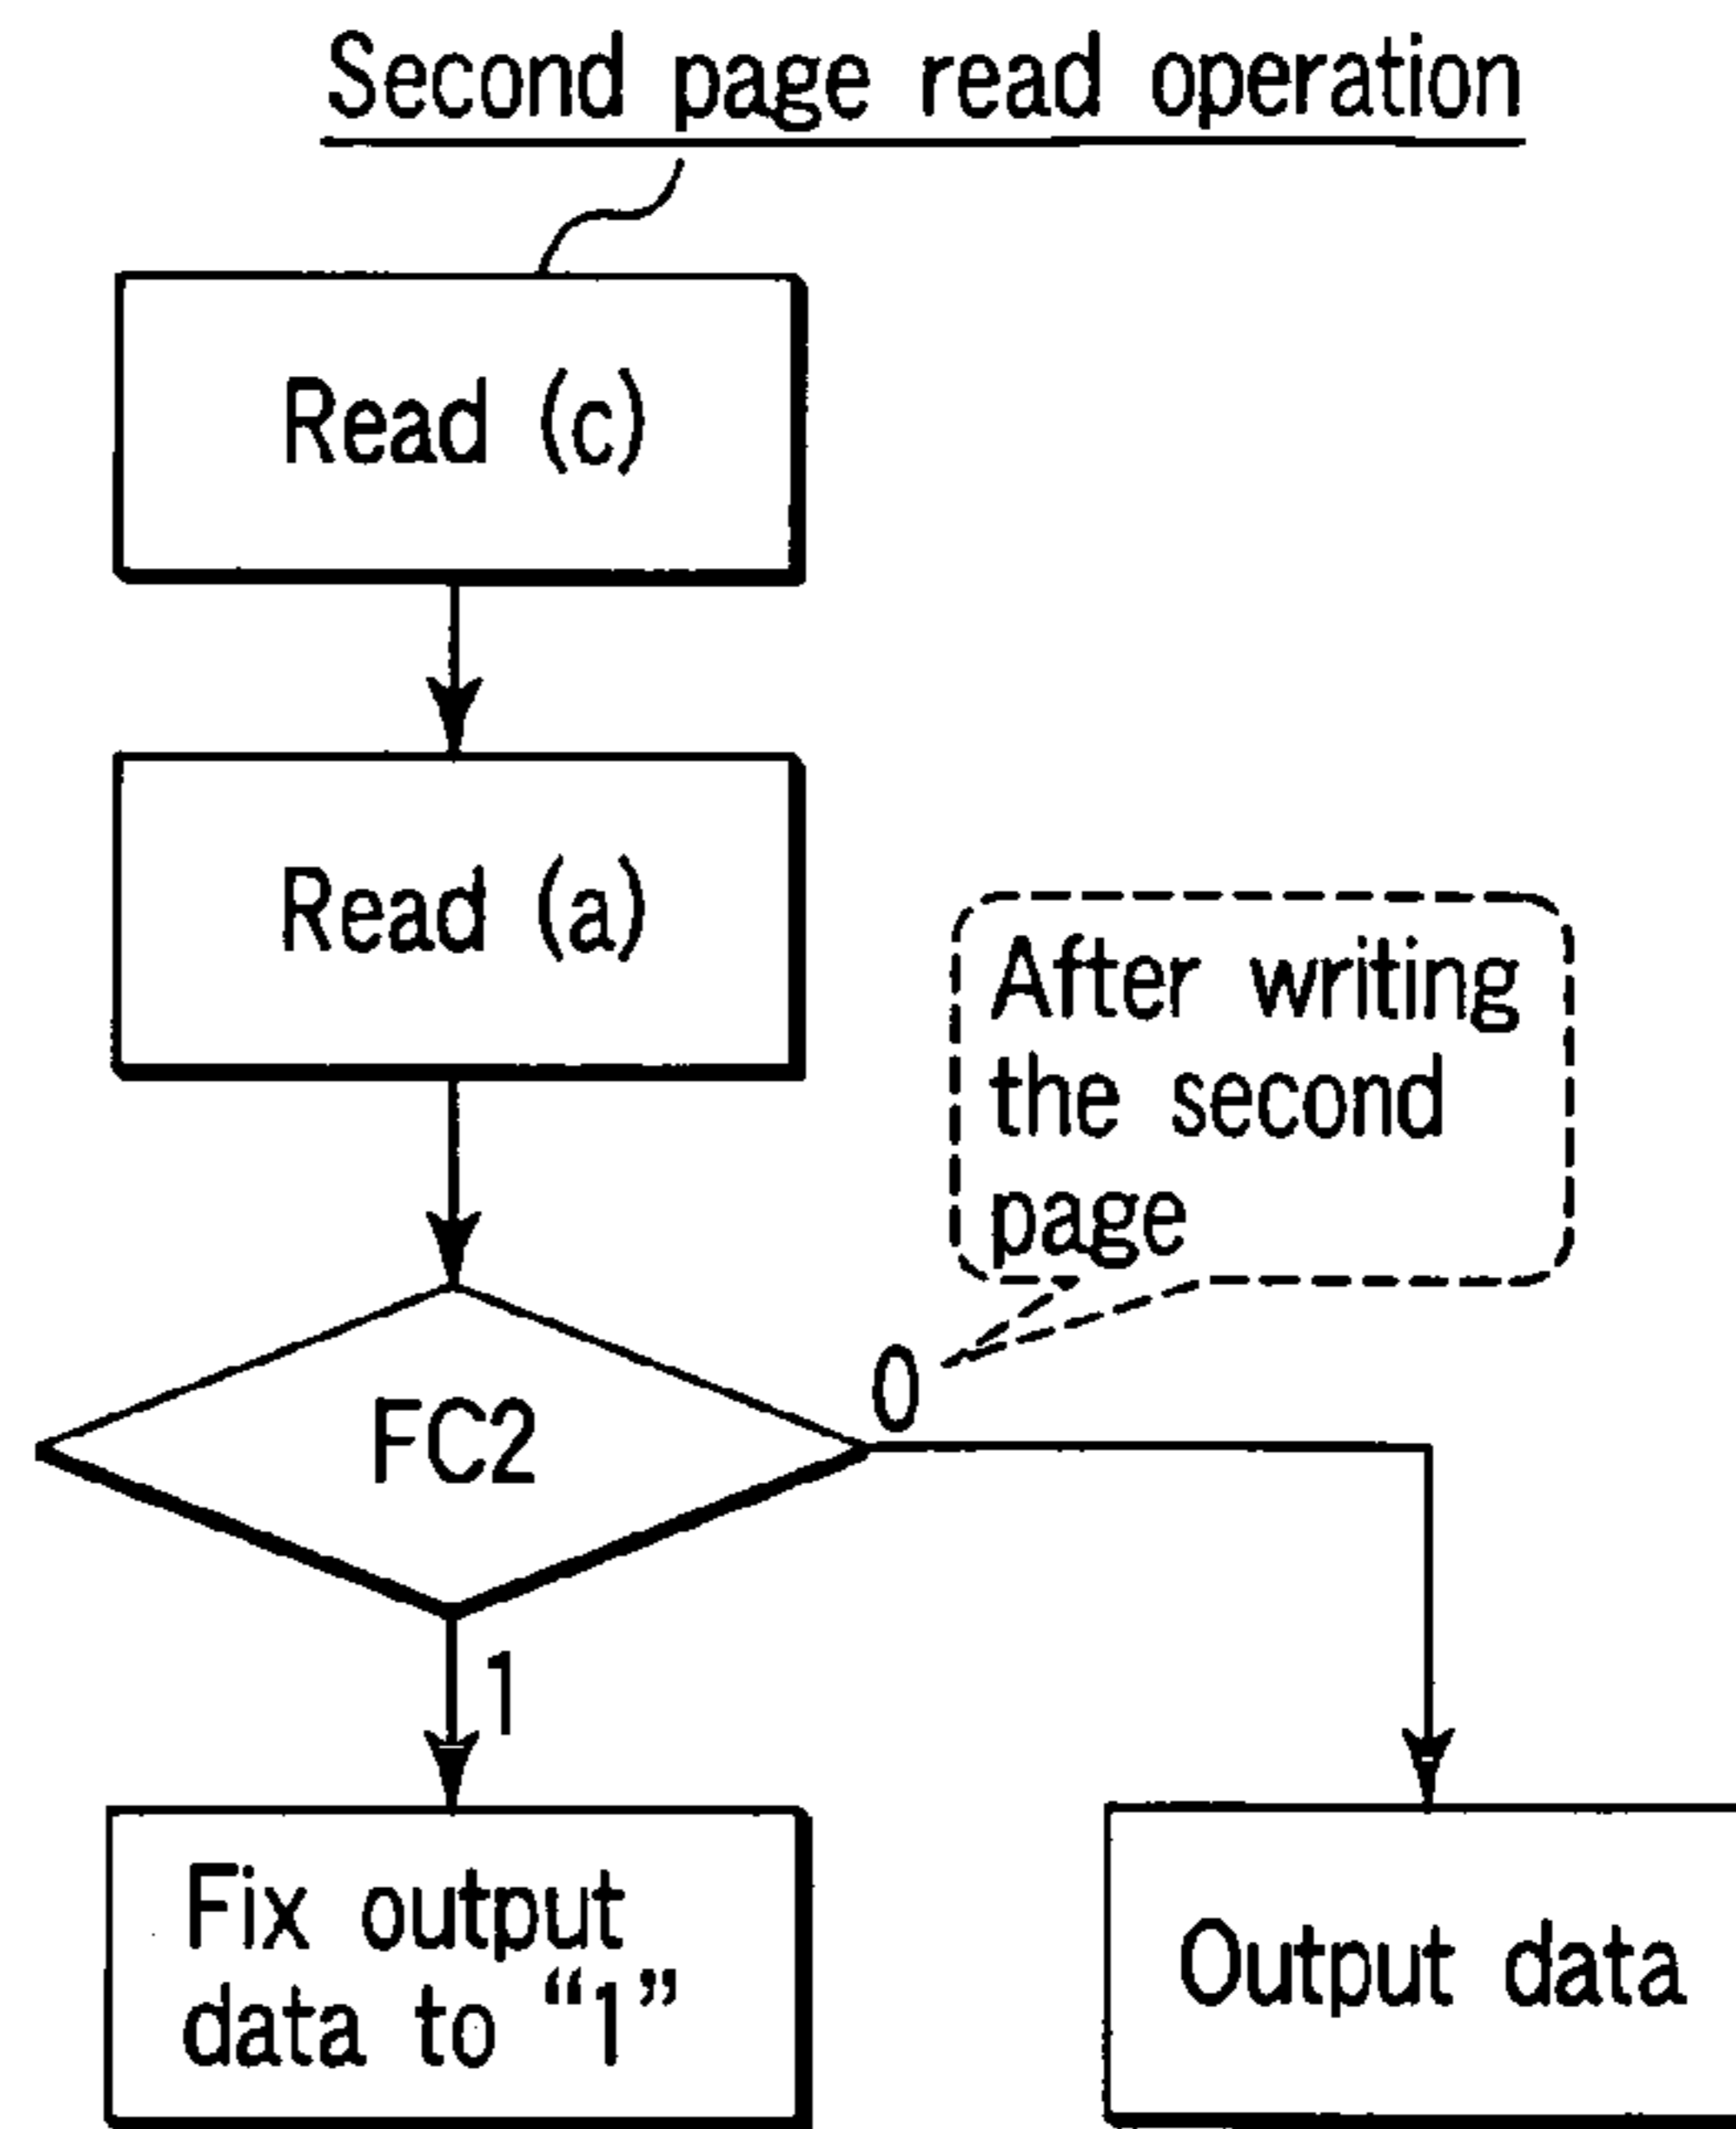 Second page read operation
Read (c)
Read (a)
After writing
the second
page
0
FC2
1
Fix output
data to “1”
Output data